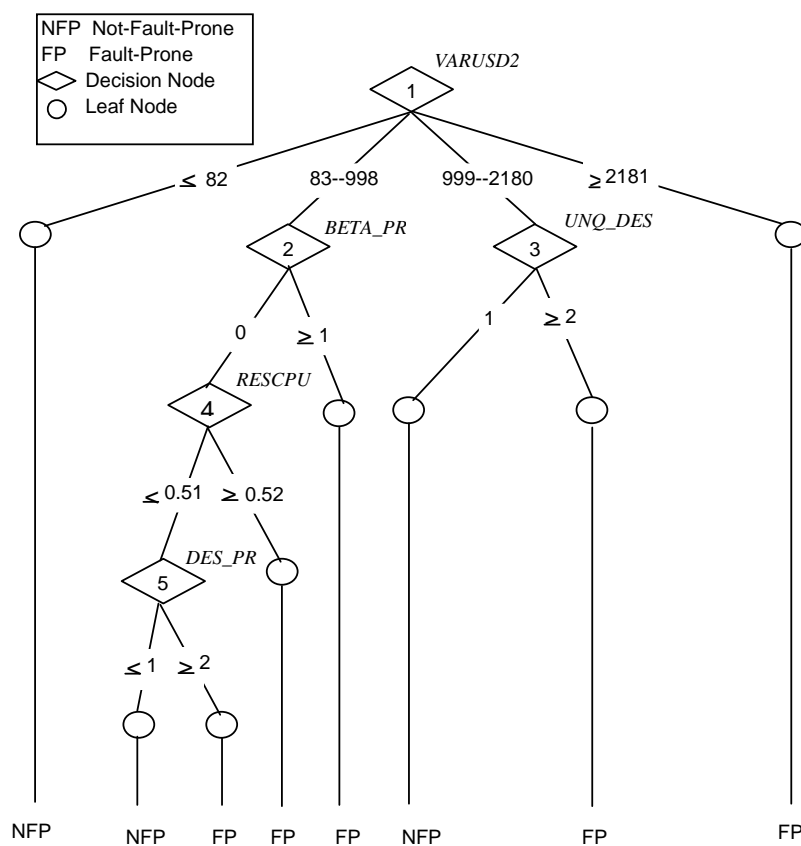 NFP Not-Fault-Prone
FP Fault-Prone
Decision Node
Leaf Node
VARUSD2
1
≤ 82
83--998
999--2180
≥2181
BETA_PR
UNQ_DES
2
3
0
≥ 1
1
≥ 2
RESCPU
4
≤0.51
≥ 0.52
DES_PR
5
≤ 1
≥ 2
NFP
NFP
FP
FP
FP
NFP
FP
FP